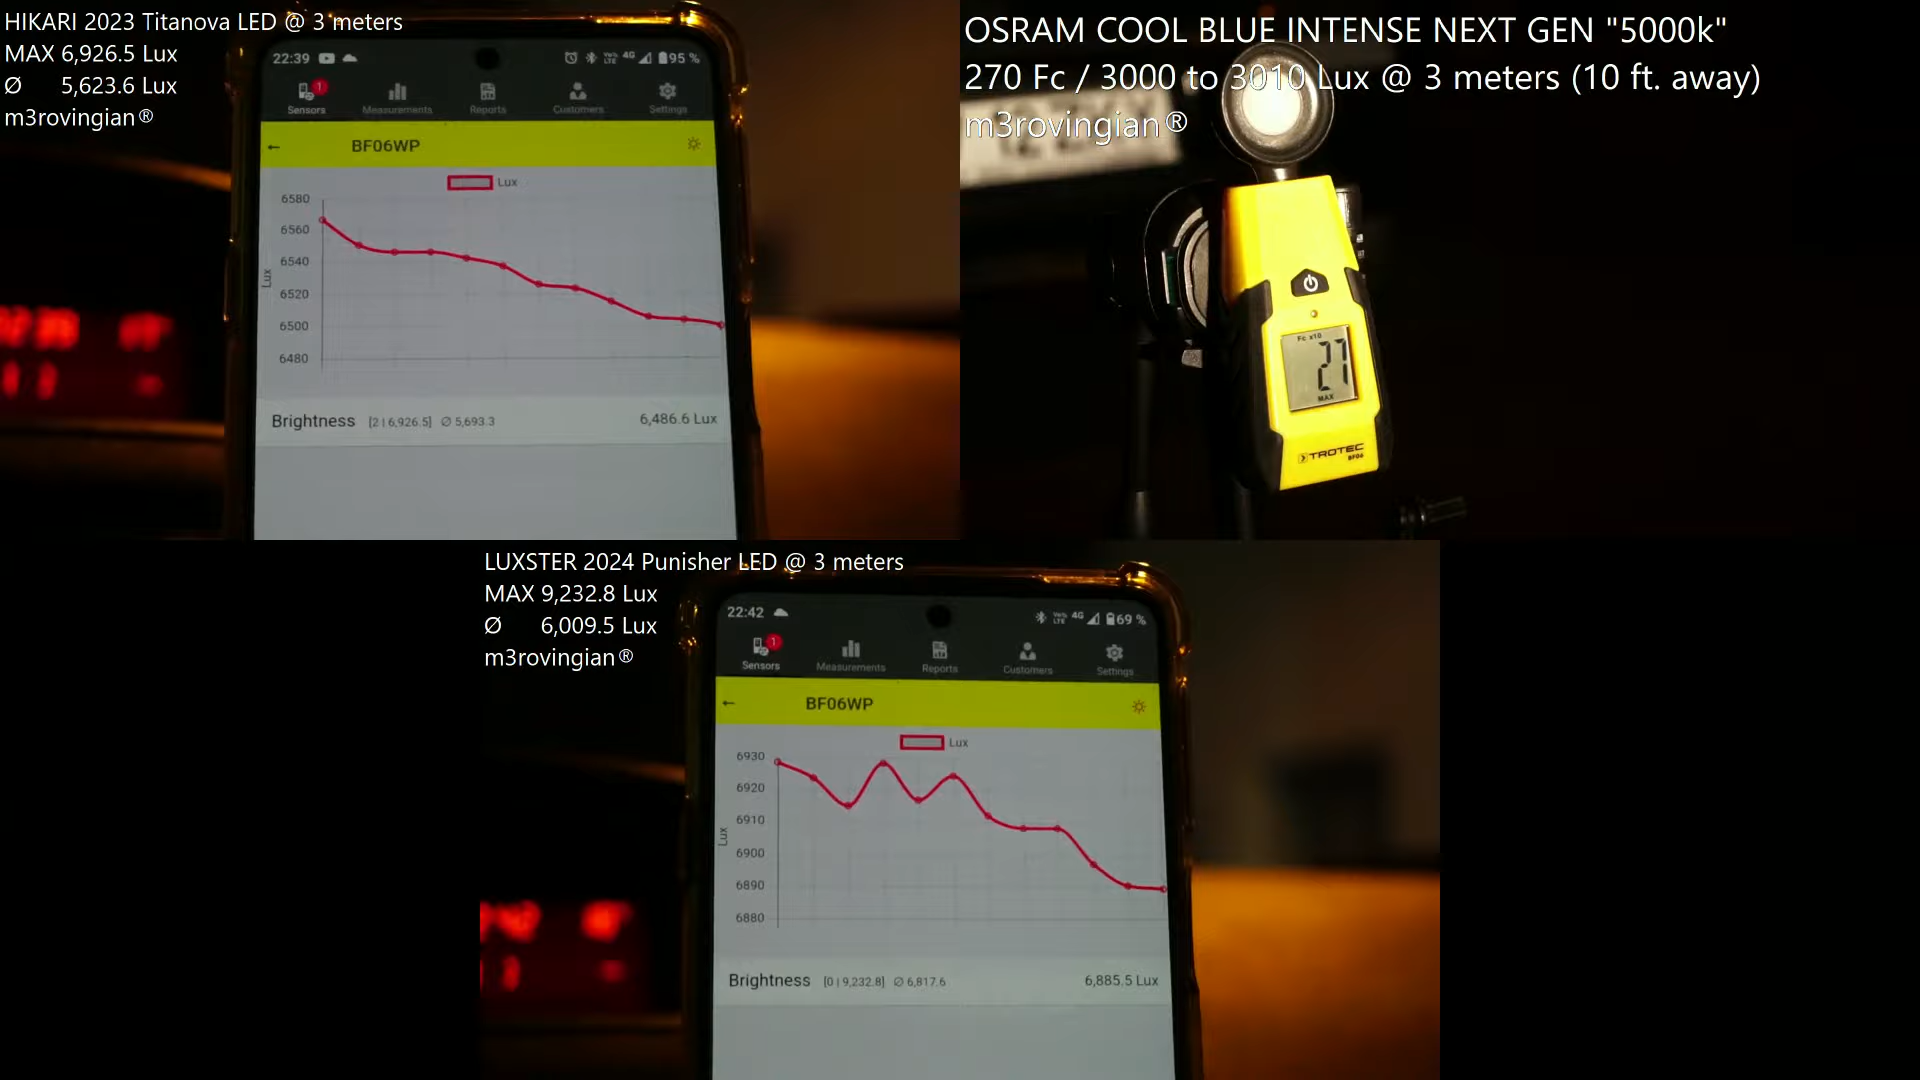 HIKARI 2023 Titanova LED @ 3 meters
MAX 6,926.5 Lux
Ø 5,623.6 Lux
m3rovingian®
22:39 4G 95 %
1
Sensors Measurements Reports Customers Settings
← BF06WP
Lux
6580
6560
6540
6520
6500
6480
Lux
Brightness [2 | 6,926.5] Ø 5,693.3 6,486.6 Lux
OSRAM COOL BLUE INTENSE NEXT GEN "5000k"
270 Fc / 3000 to 3010 Lux @ 3 meters (10 ft. away)
m3rovingian®
Fc x10
27
MAX
TROTEC
BF06
LUXSTER 2024 Punisher LED @ 3 meters
MAX 9,232.8 Lux
Ø 6,009.5 Lux
m3rovingian®
22:42 4G 69 %
1
Sensors Measurements Reports Customers Settings
← BF06WP
Lux
6930
6920
6910
6900
6890
6880
Lux
Brightness [0 | 9,232.8] Ø 6,817.6 6,885.5 Lux